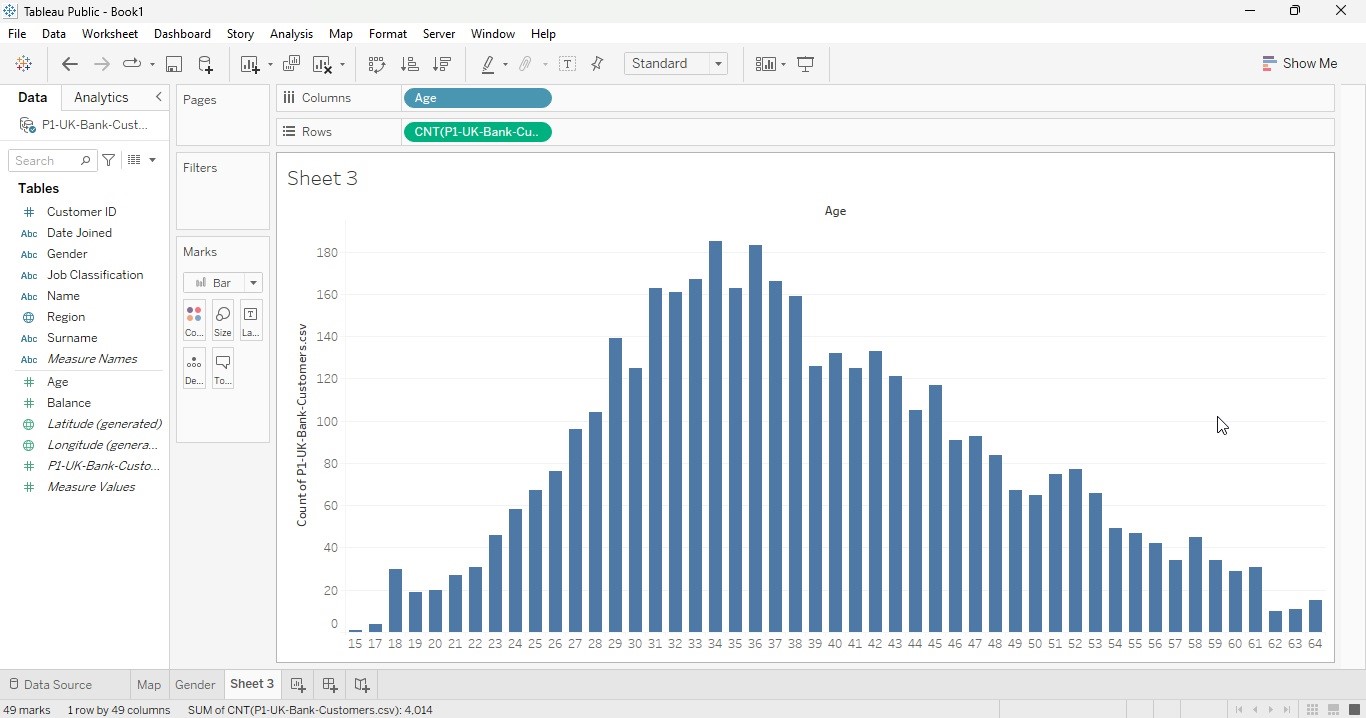 Tableau Public - Book1
File Data Worksheet Dashboard Story Analysis Map Format Server Window Help
Standard
Show Me
Data Analytics
P1-UK-Bank-Cust...
Search
Tables
# Customer ID
Abc Date Joined
Abc Gender
Abc Job Classification
Abc Name
Region
Abc Surname
Abc Measure Names
# Age
# Balance
Latitude (generated)
Longitude (genera...
# P1-UK-Bank-Custo...
# Measure Values
Pages
Filters
Marks
Bar
Co... Size La...
De... To...
Columns Age
Rows CNT(P1-UK-Bank-Cu..
Sheet 3
Age
Count of P1-UK-Bank-Customers.csv
180
160
140
120
100
80
60
40
20
0
15 17 18 19 20 21 22 23 24 25 26 27 28 29 30 31 32 33 34 35 36 37 38 39 40 41 42 43 44 45 46 47 48 49 50 51 52 53 54 55 56 57 58 59 60 61 62 63 64
Data Source Map Gender Sheet 3
49 marks 1 row by 49 columns SUM of CNT(P1-UK-Bank-Customers.csv): 4,014